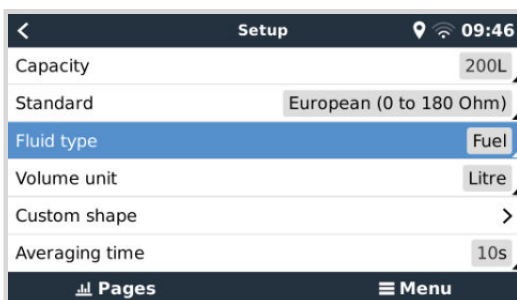 Setup 09:46
Capacity 200L
Standard European (0 to 180 Ohm)
Fluid type Fuel
Volume unit Litre
Custom shape
Averaging time 10s
Pages Menu